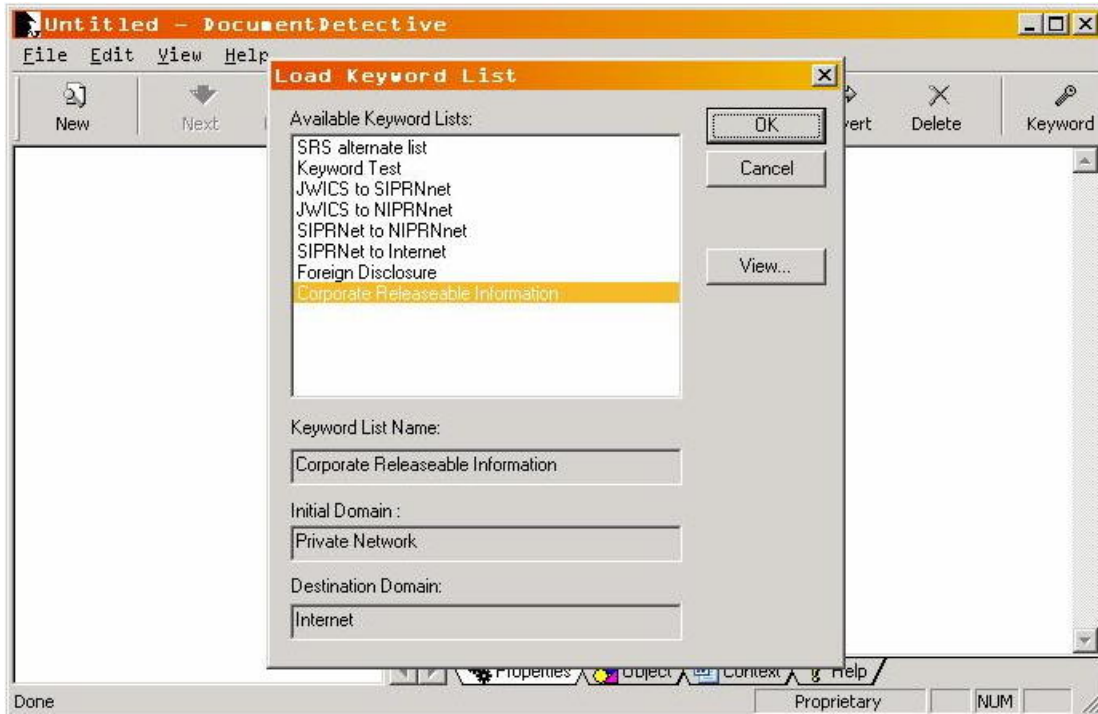 Untitled - DocumentDetective
File Edit View Help
New
Next
vert
Delete
Keyword
Load Keyword List
Available Keyword Lists:
SRS alternate list
Keyword Test
JWICS to SIPRNnet
JWICS to NIPRNnet
SIPRNet to NIPRNnet
SIPRNet to Internet
Foreign Disclosure
Corporate Releaseable Information
OK
Cancel
View...
Keyword List Name:
Corporate Releaseable Information
Initial Domain :
Private Network
Destination Domain:
Internet
Properties Object Context Help
Done
Proprietary
NUM